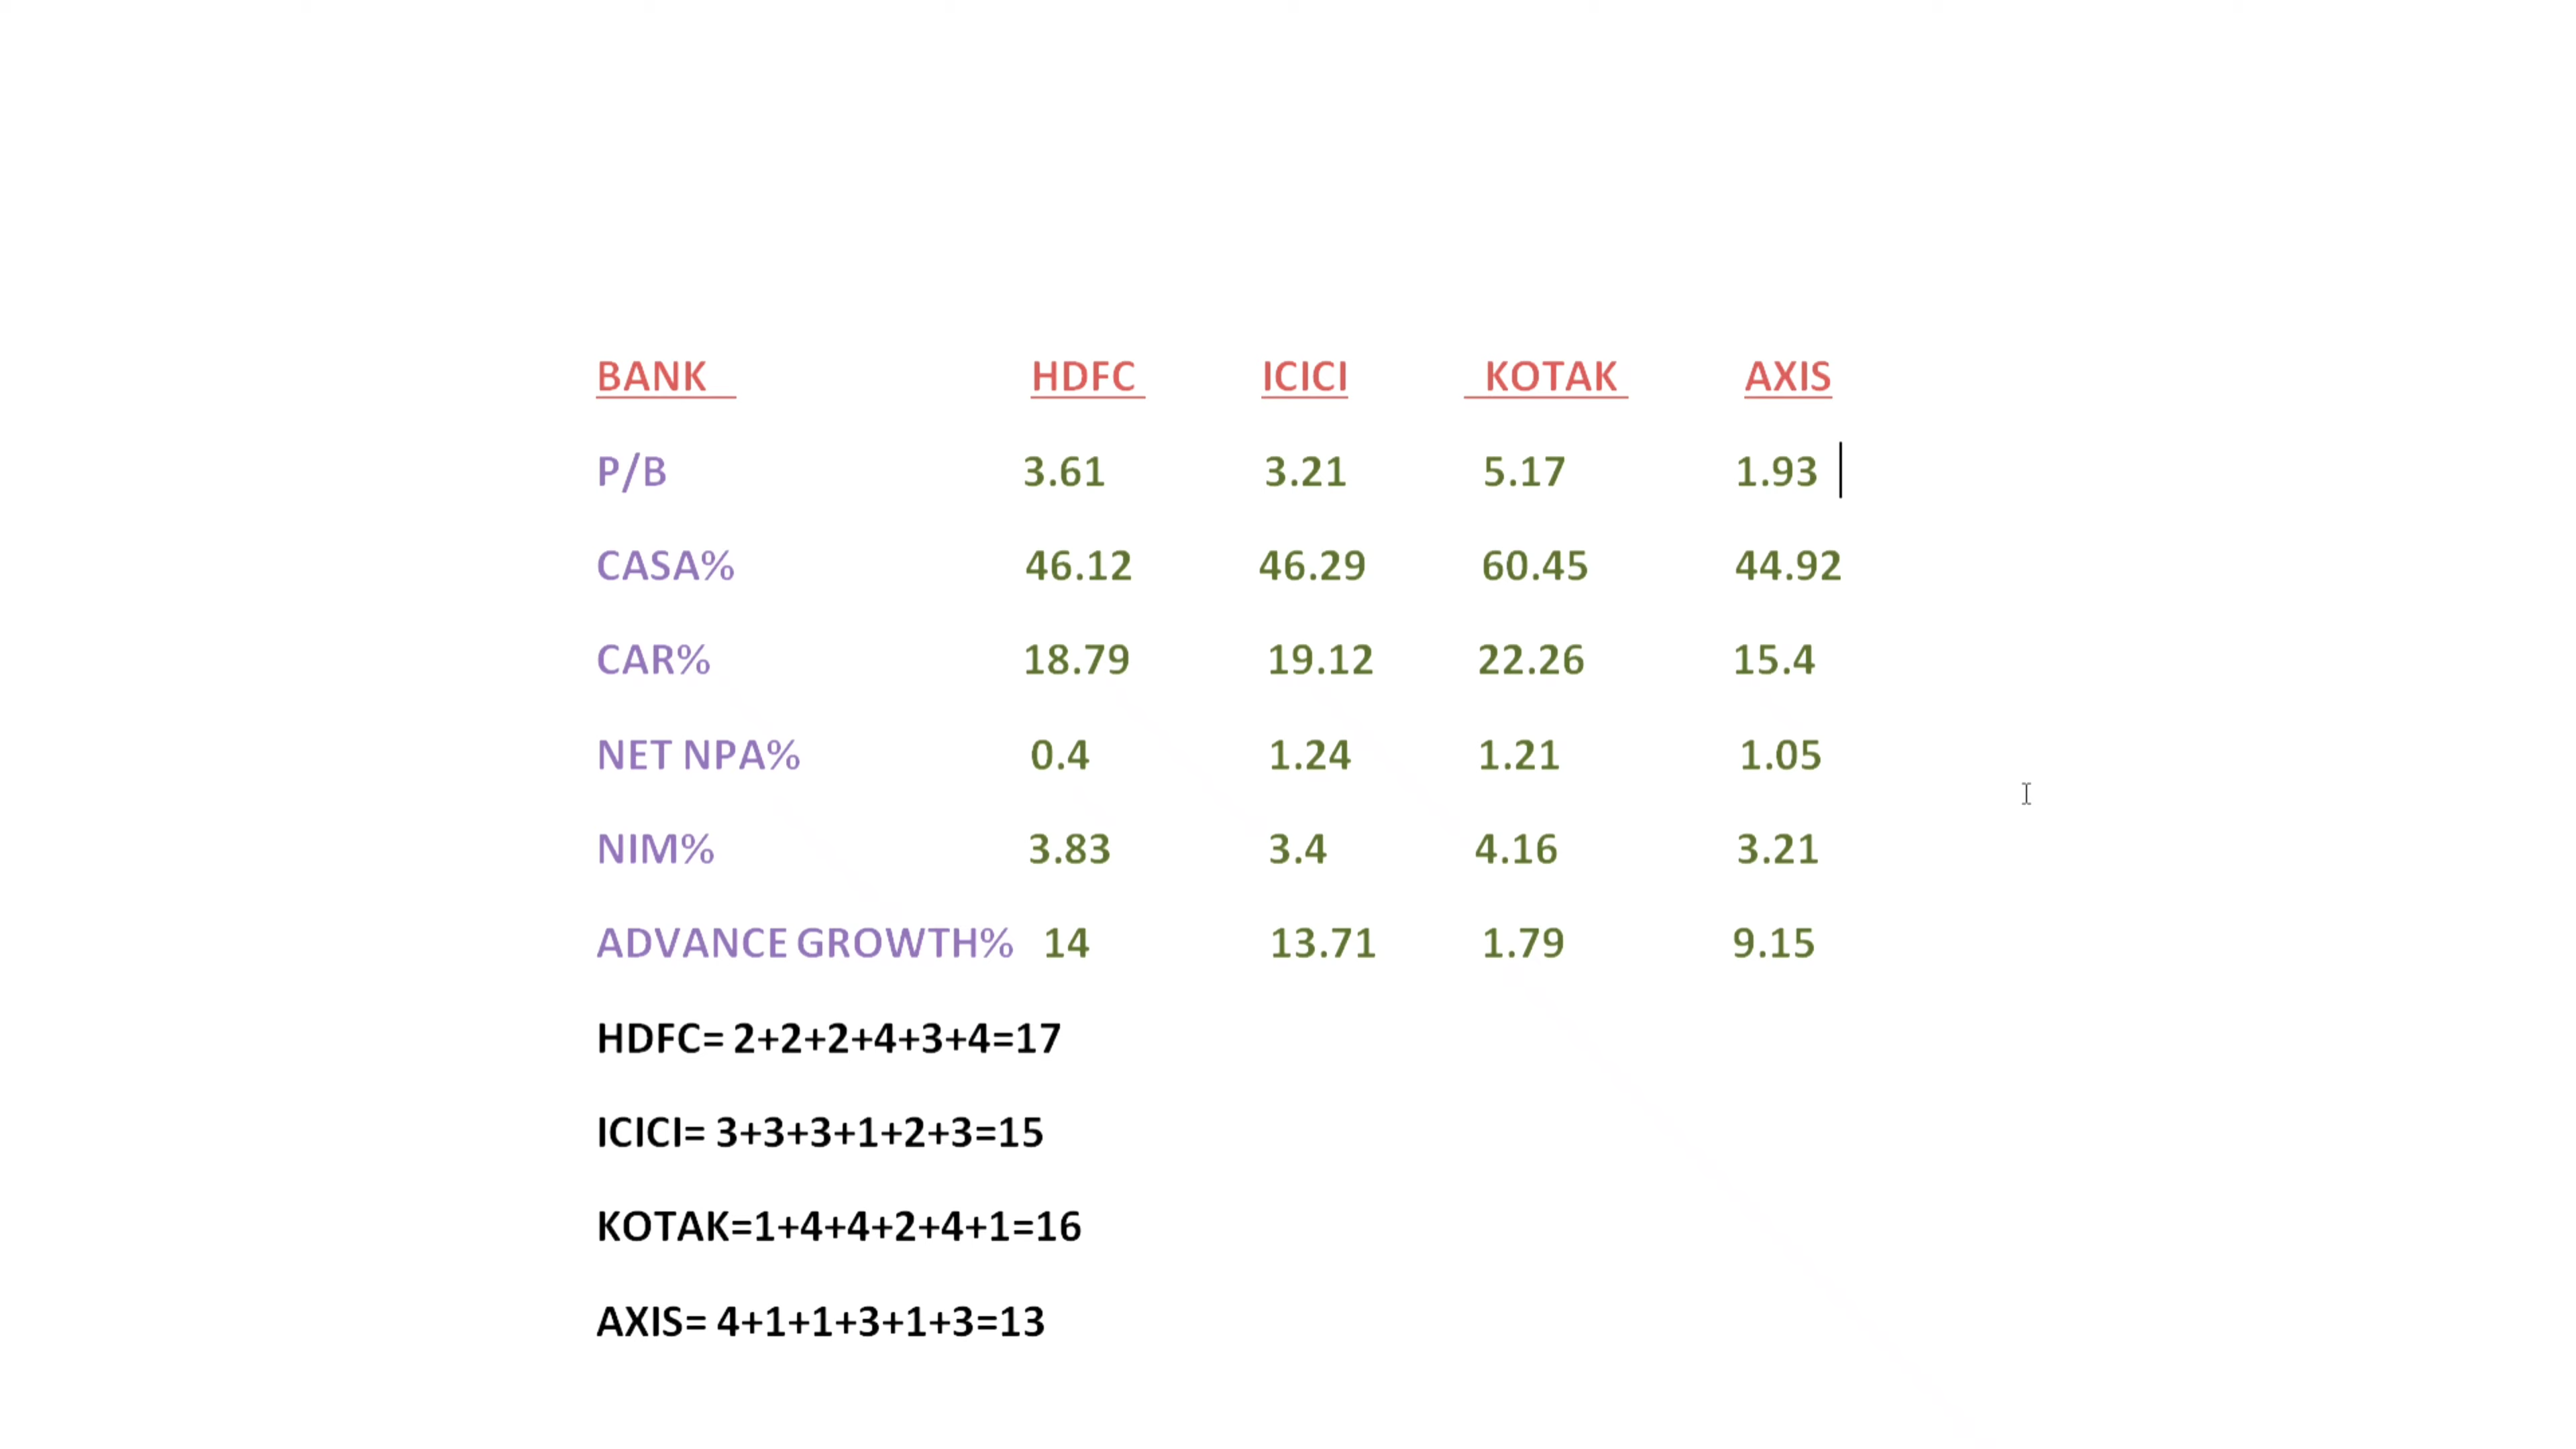 BANK HDFC ICICI KOTAK AXIS
P/B 3.61 3.21 5.17 1.93
CASA% 46.12 46.29 60.45 44.92
CAR% 18.79 19.12 22.26 15.4
NET NPA% 0.4 1.24 1.21 1.05
NIM% 3.83 3.4 4.16 3.21
ADVANCE GROWTH% 14 13.71 1.79 9.15
HDFC= 2+2+2+4+3+4=17
ICICI= 3+3+3+1+2+3=15
KOTAK=1+4+4+2+4+1=16
AXIS= 4+1+1+3+1+3=13